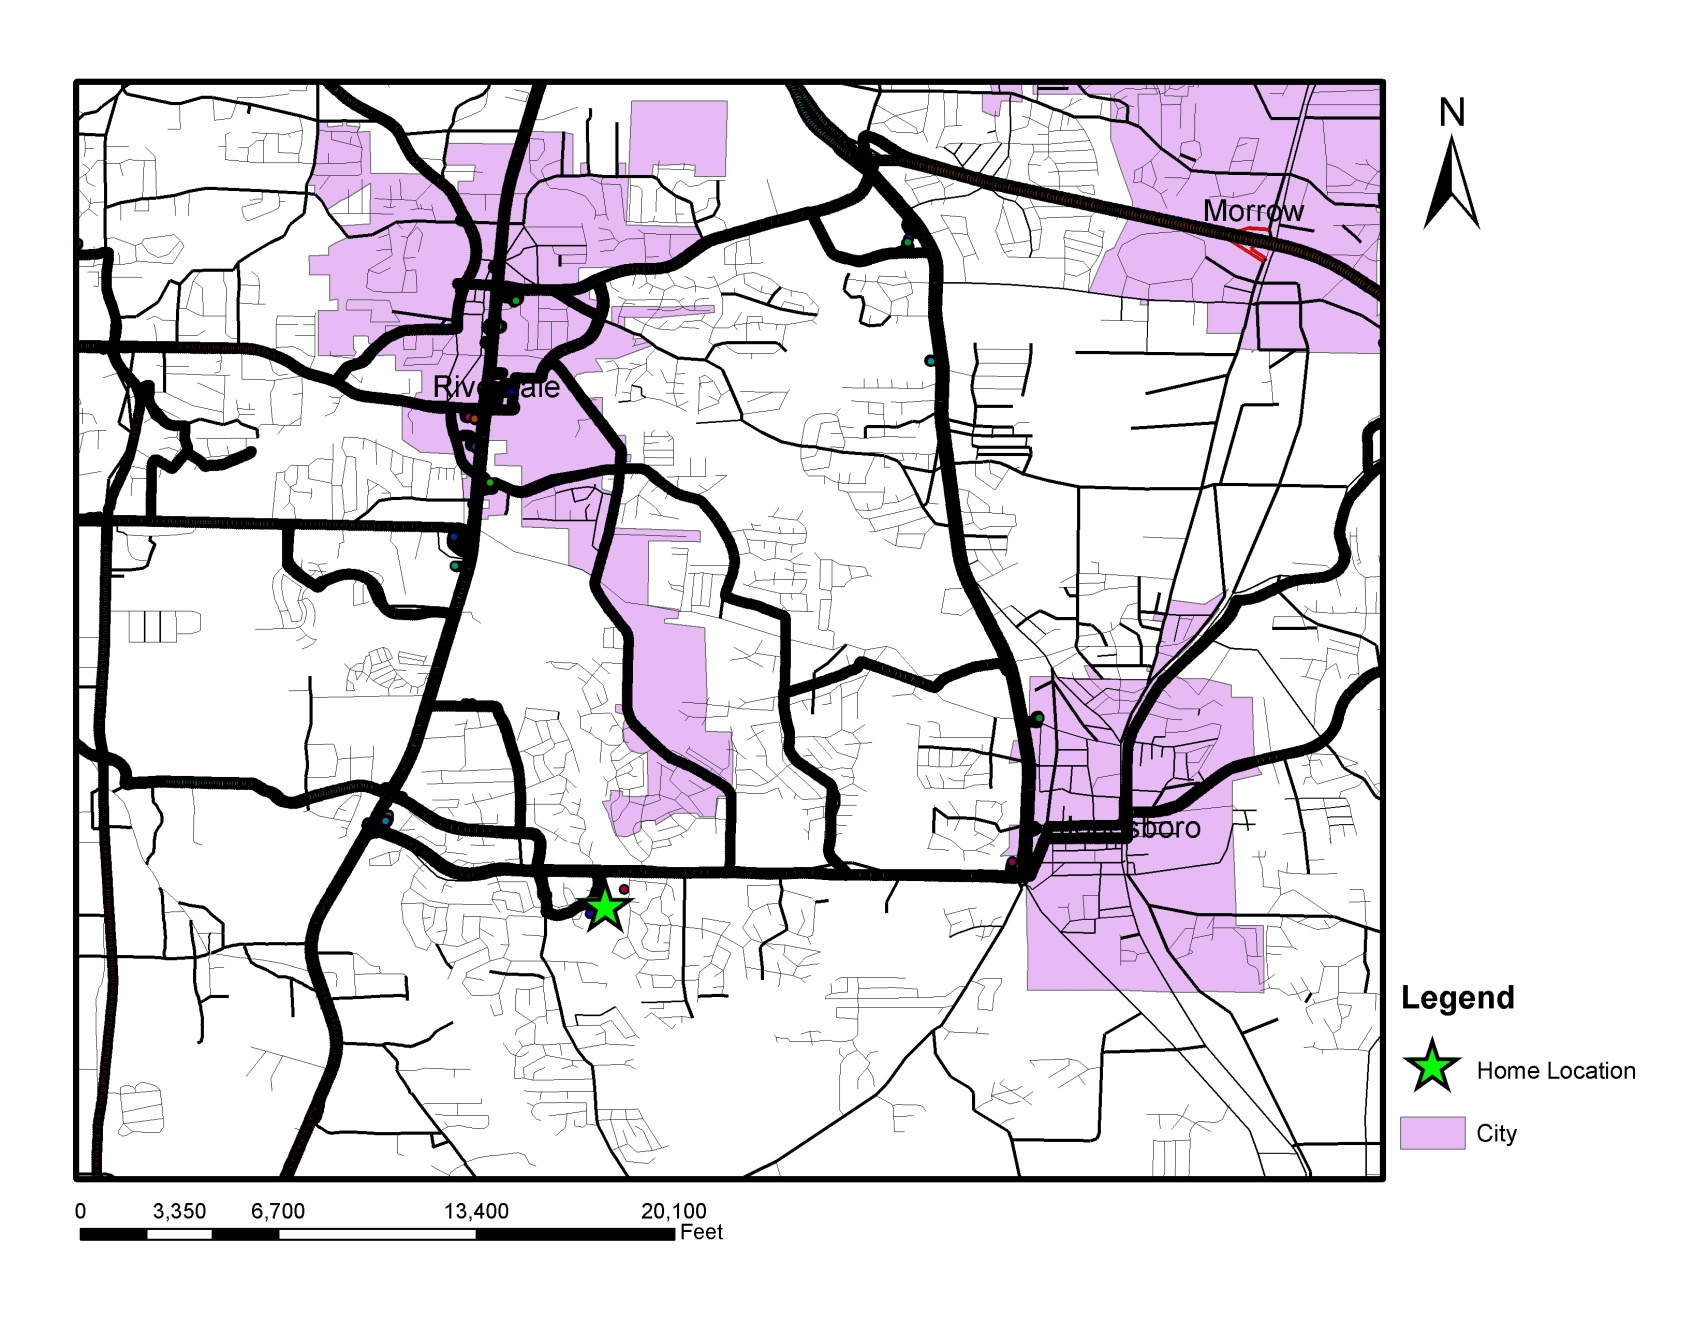 N
Morrow
Legend
Home Location
City
0 3,350 6,700 13,400 20,100
Feet